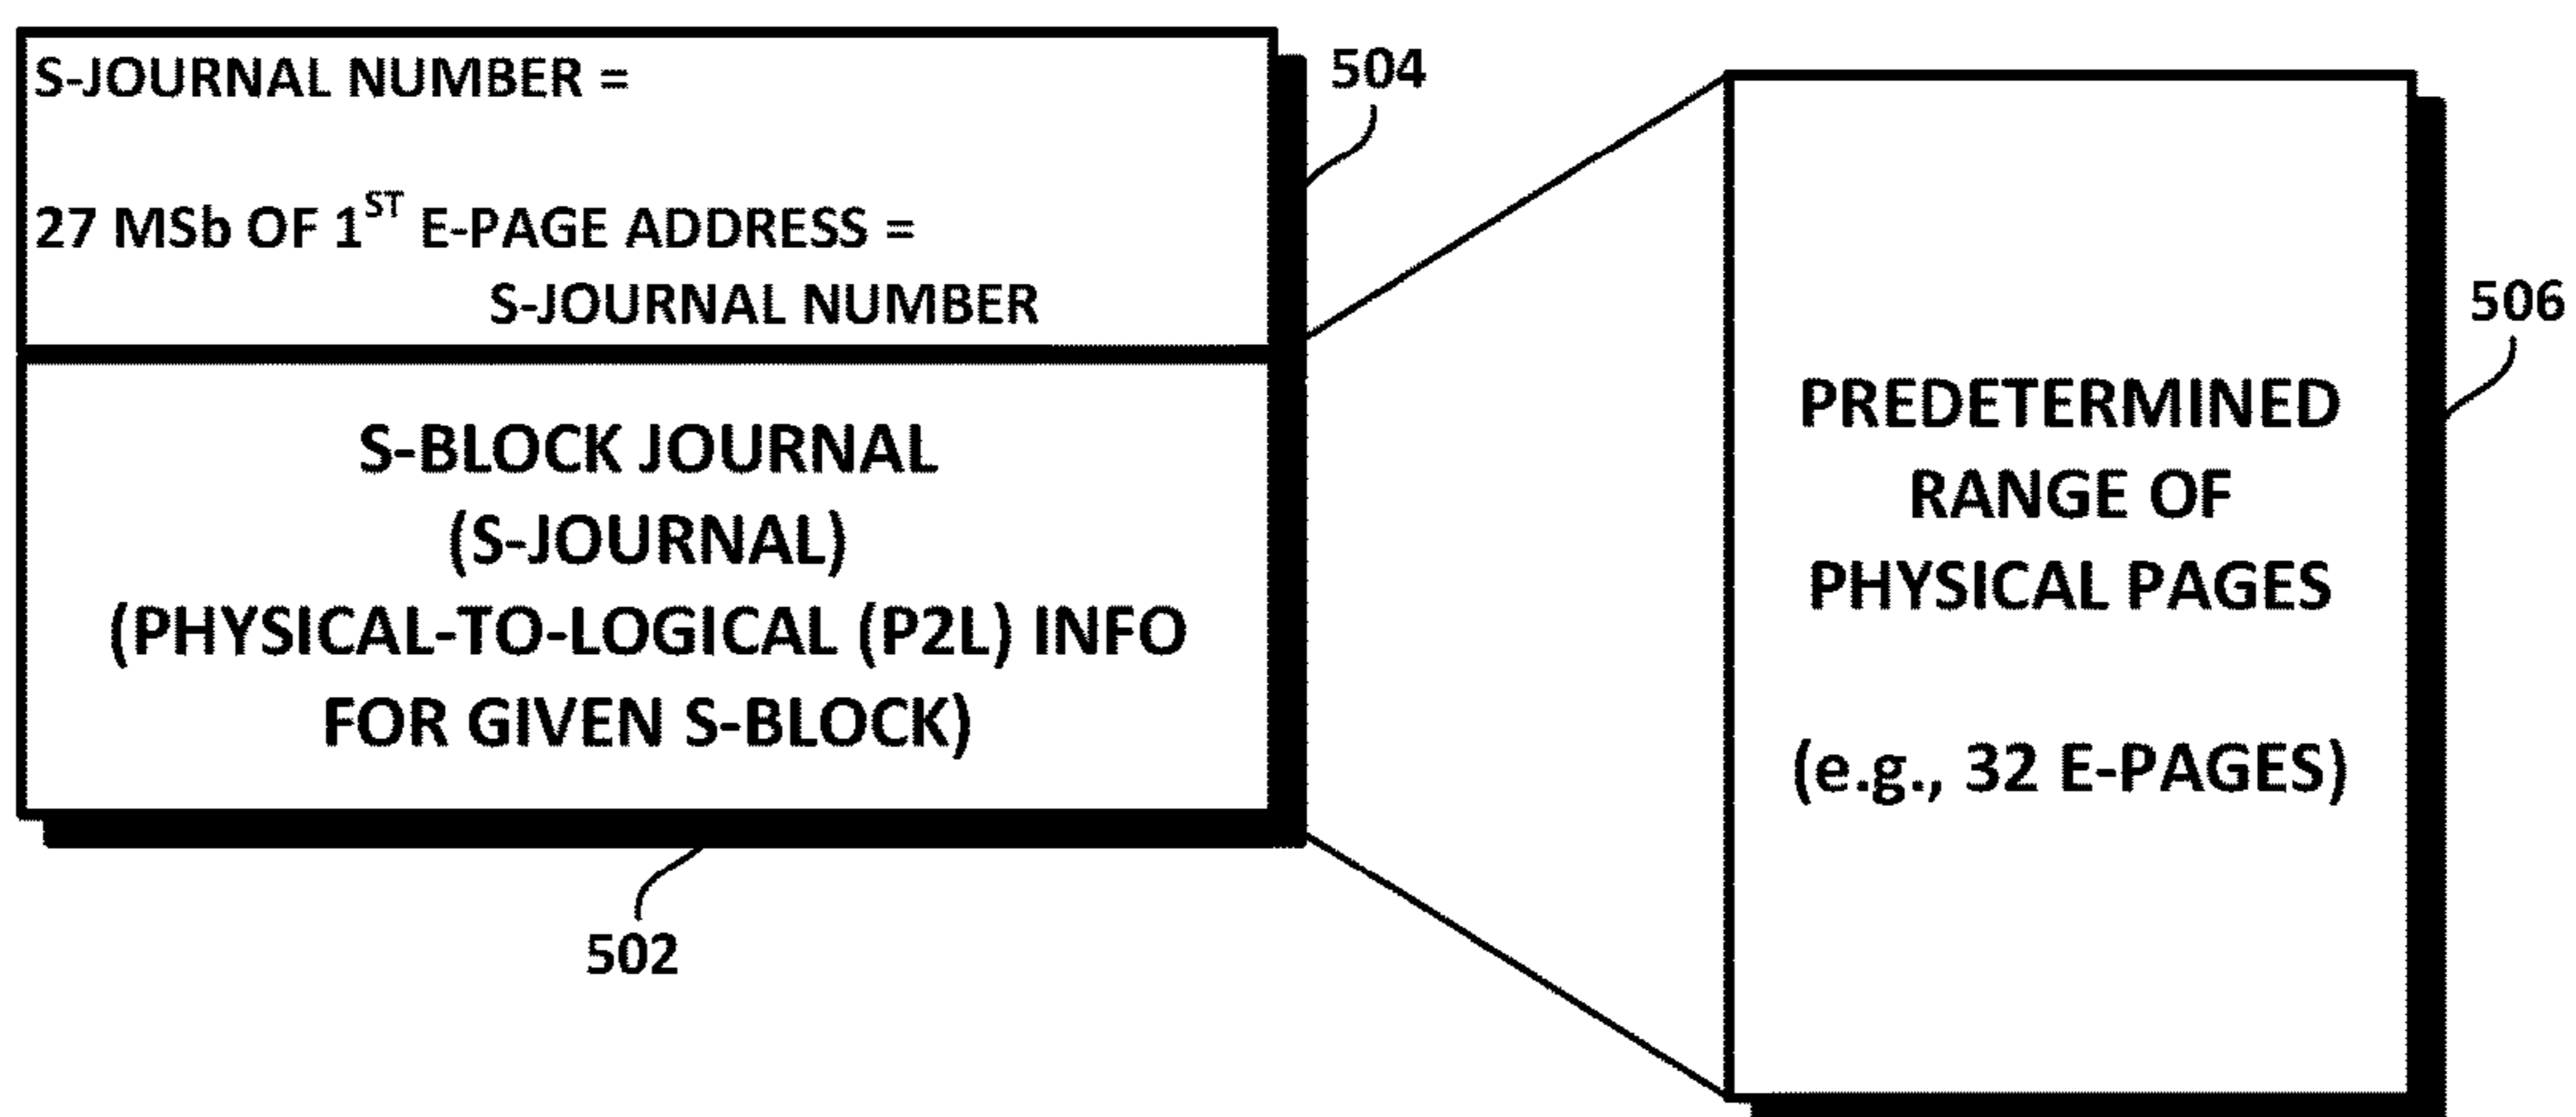 S-JOURNAL NUMBER =
27 MSb OF 1ST E-PAGE ADDRESS =
S-JOURNAL NUMBER
504
S-BLOCK JOURNAL
(S-JOURNAL)
(PHYSICAL-TO-LOGICAL (P2L) INFO
FOR GIVEN S-BLOCK)
502
PREDETERMINED
RANGE OF
PHYSICAL PAGES
(e.g., 32 E-PAGES)
506